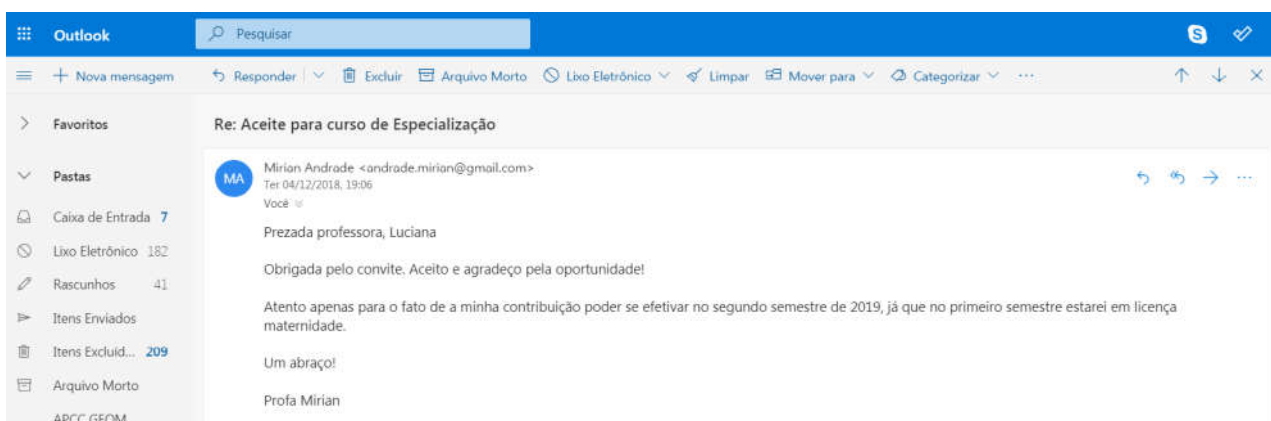 Outlook
Pesquisar
Nova mensagem
Responder
Excluir
Arquivo Morto
Lixo Eletrônico
Limpar
Mover para
Categorizar
Favoritos
Re: Aceite para curso de Especialização
Pastas
MA
Mirian Andrade <andrade.mirian@gmail.com>
Ter 04/12/2018, 19:06
Você
Caixa de Entrada 7
Prezada professora, Luciana
Lixo Eletrônico 182
Obrigada pelo convite. Aceito e agradeço pela oportunidade!
Rascunhos 41
Atento apenas para o fato de a minha contribuição poder se efetivar no segundo semestre de 2019, já que no primeiro semestre estarei em licença
maternidade.
Itens Enviados
Itens Excluíd... 209
Um abraço!
Arquivo Morto
Profa Mirian
APCC GEOM